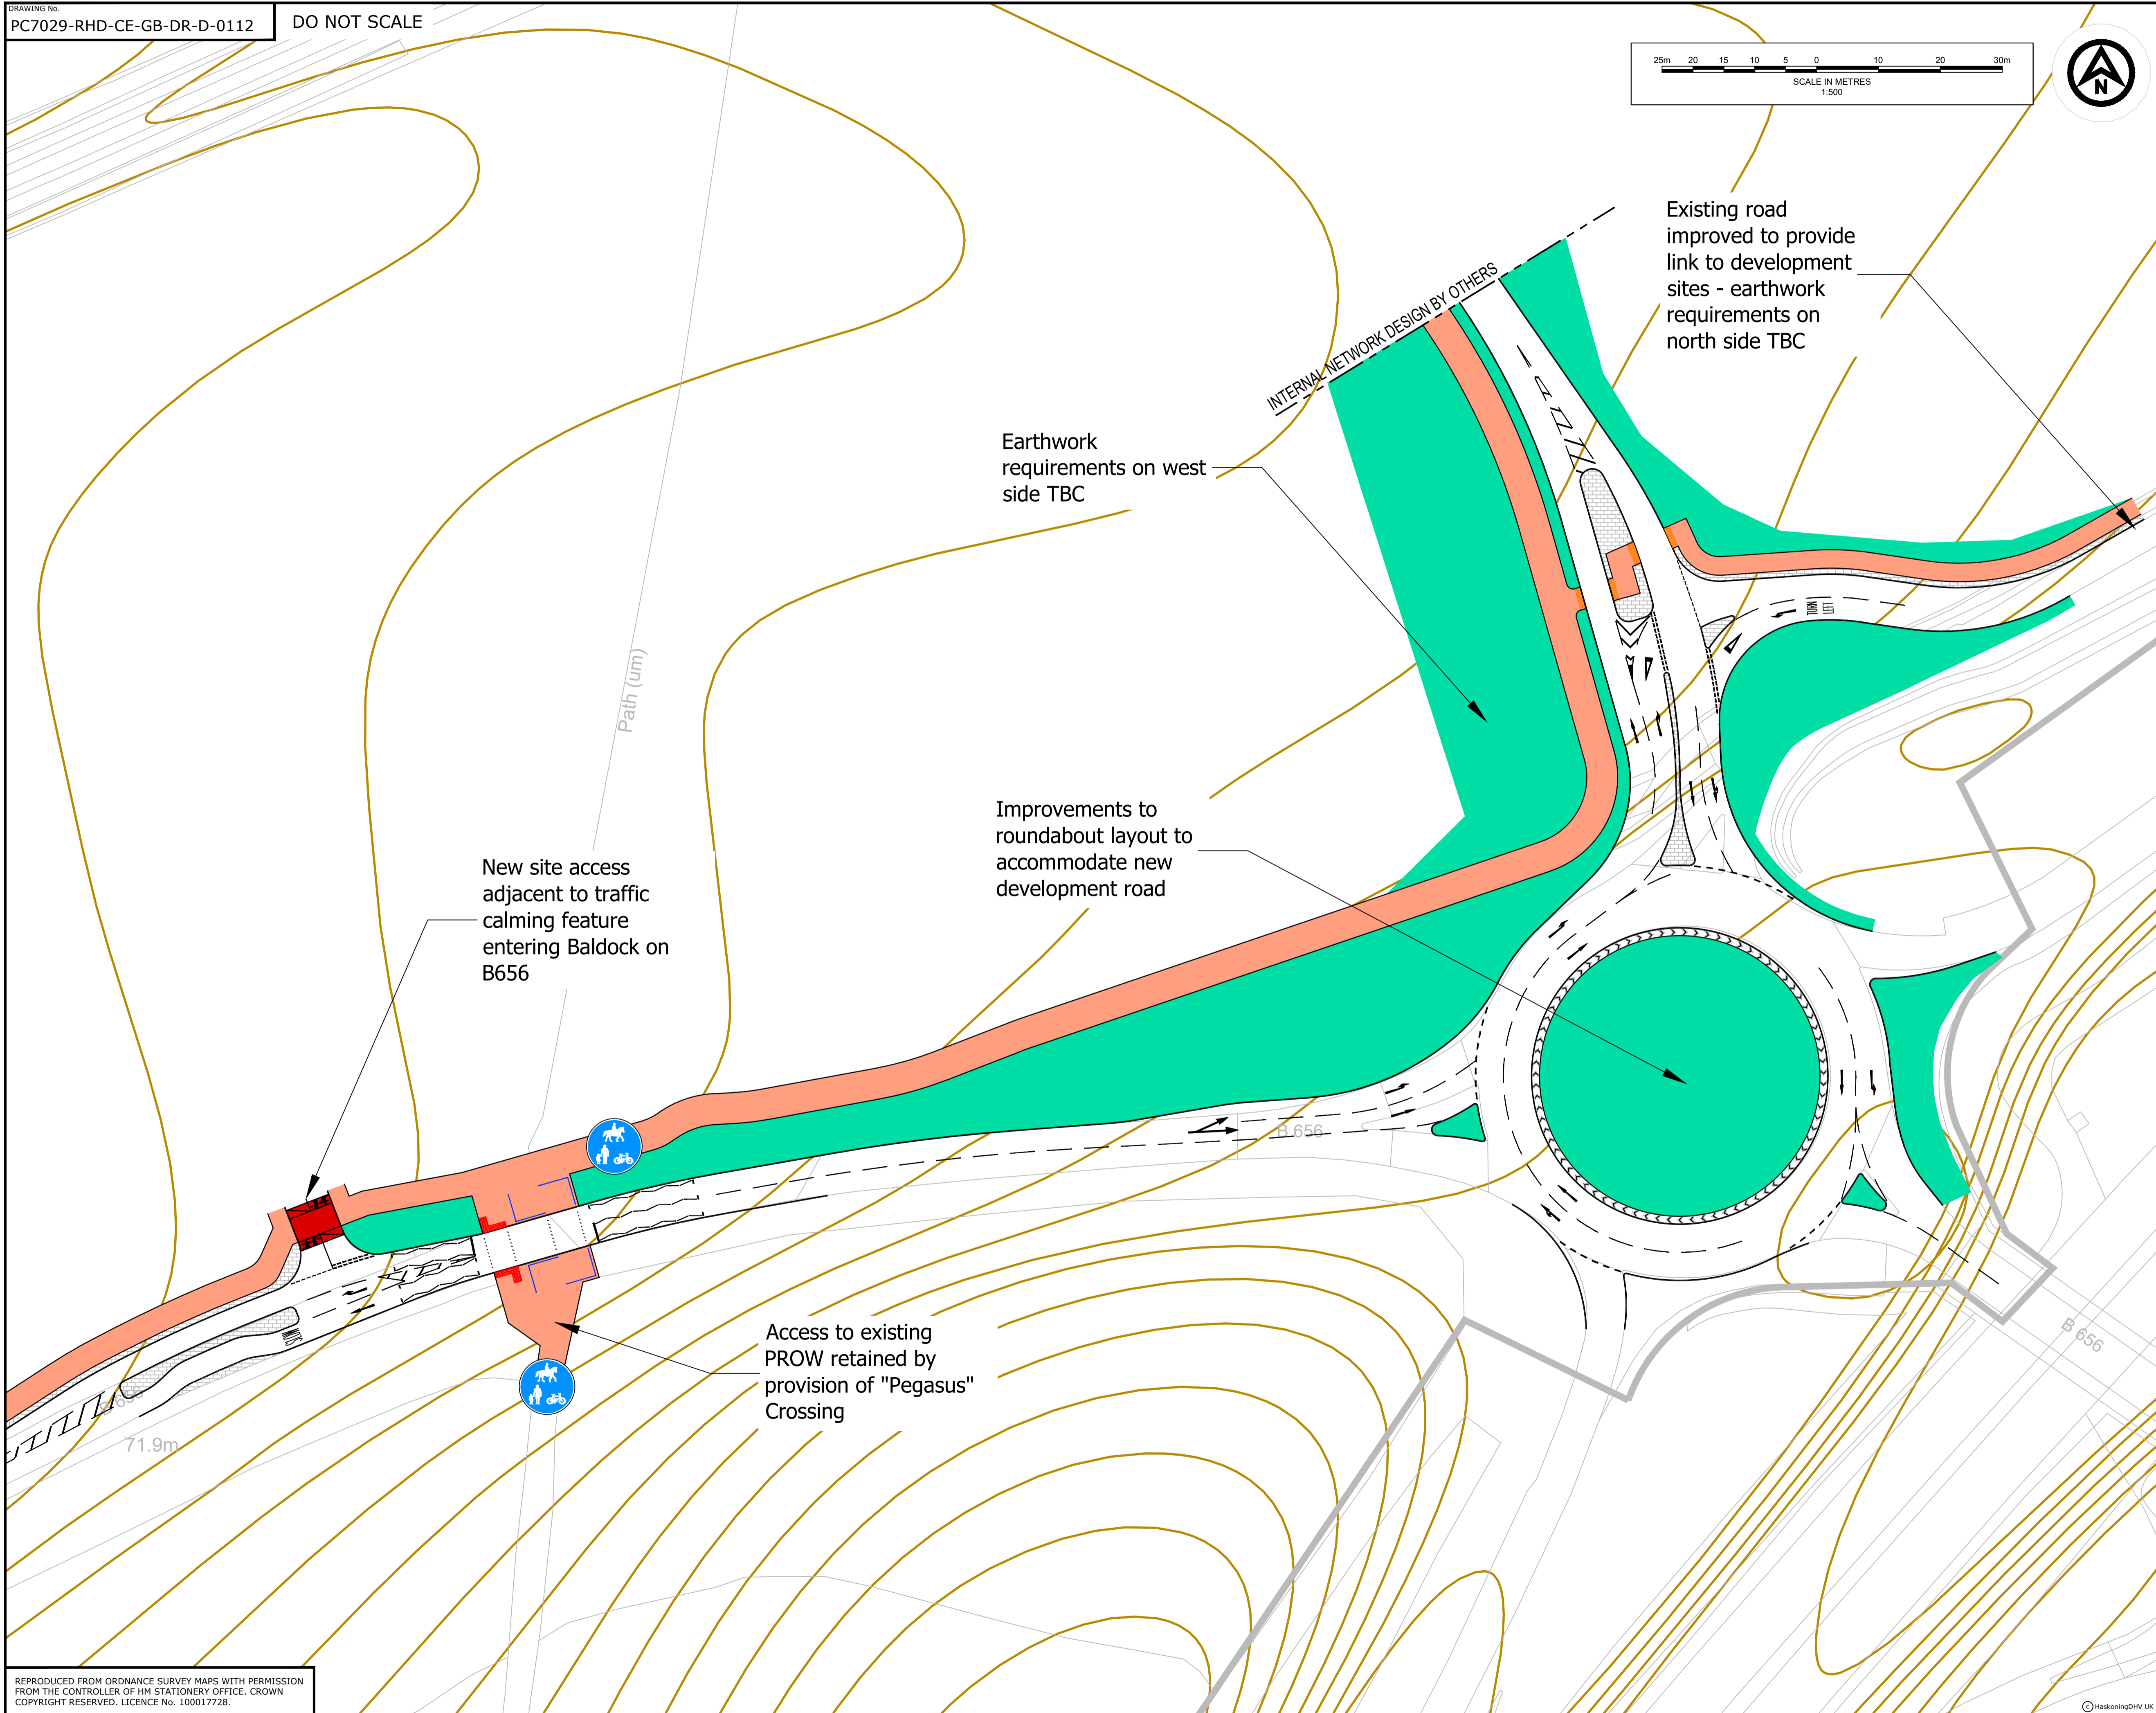 DRAWING No.
PC7029-RHD-CE-GB-DR-D-0112
DO NOT SCALE
25m 20 15 10 5 0 10 20 30m
SCALE IN METRES
1:500
N
Existing road
improved to provide
link to development
sites - earthwork
requirements on
north side TBC
INTERNAL NETWORK DESIGN BY OTHERS
Earthwork
requirements on west
side TBC
TURN
LEFT
Path (um)
Improvements to
roundabout layout to
accommodate new
development road
New site access
adjacent to traffic
calming feature
entering Baldock on
B656
B 656
SLOW
Access to existing
PROW retained by
provision of "Pegasus"
Crossing
B 656
B 656
71.9m
REPRODUCED FROM ORDNANCE SURVEY MAPS WITH PERMISSION
FROM THE CONTROLLER OF HM STATIONERY OFFICE. CROWN
COPYRIGHT RESERVED. LICENCE No. 100017728.
© HaskoningDHV UK